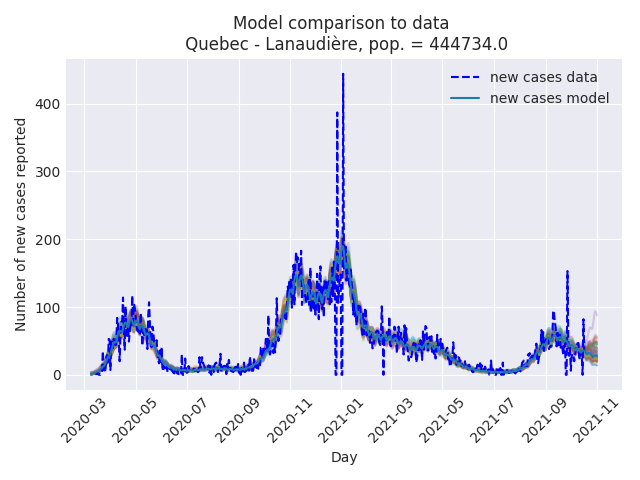 Model comparison to data
Quebec - Lanaudière, pop. = 444734.0
new cases data
new cases model
Number of new cases reported
400
300
200
100
0
2020-03
2020-05
2020-07
2020-09
2020-11
2021-01
2021-03
2021-05
2021-07
2021-09
2021-11
Day